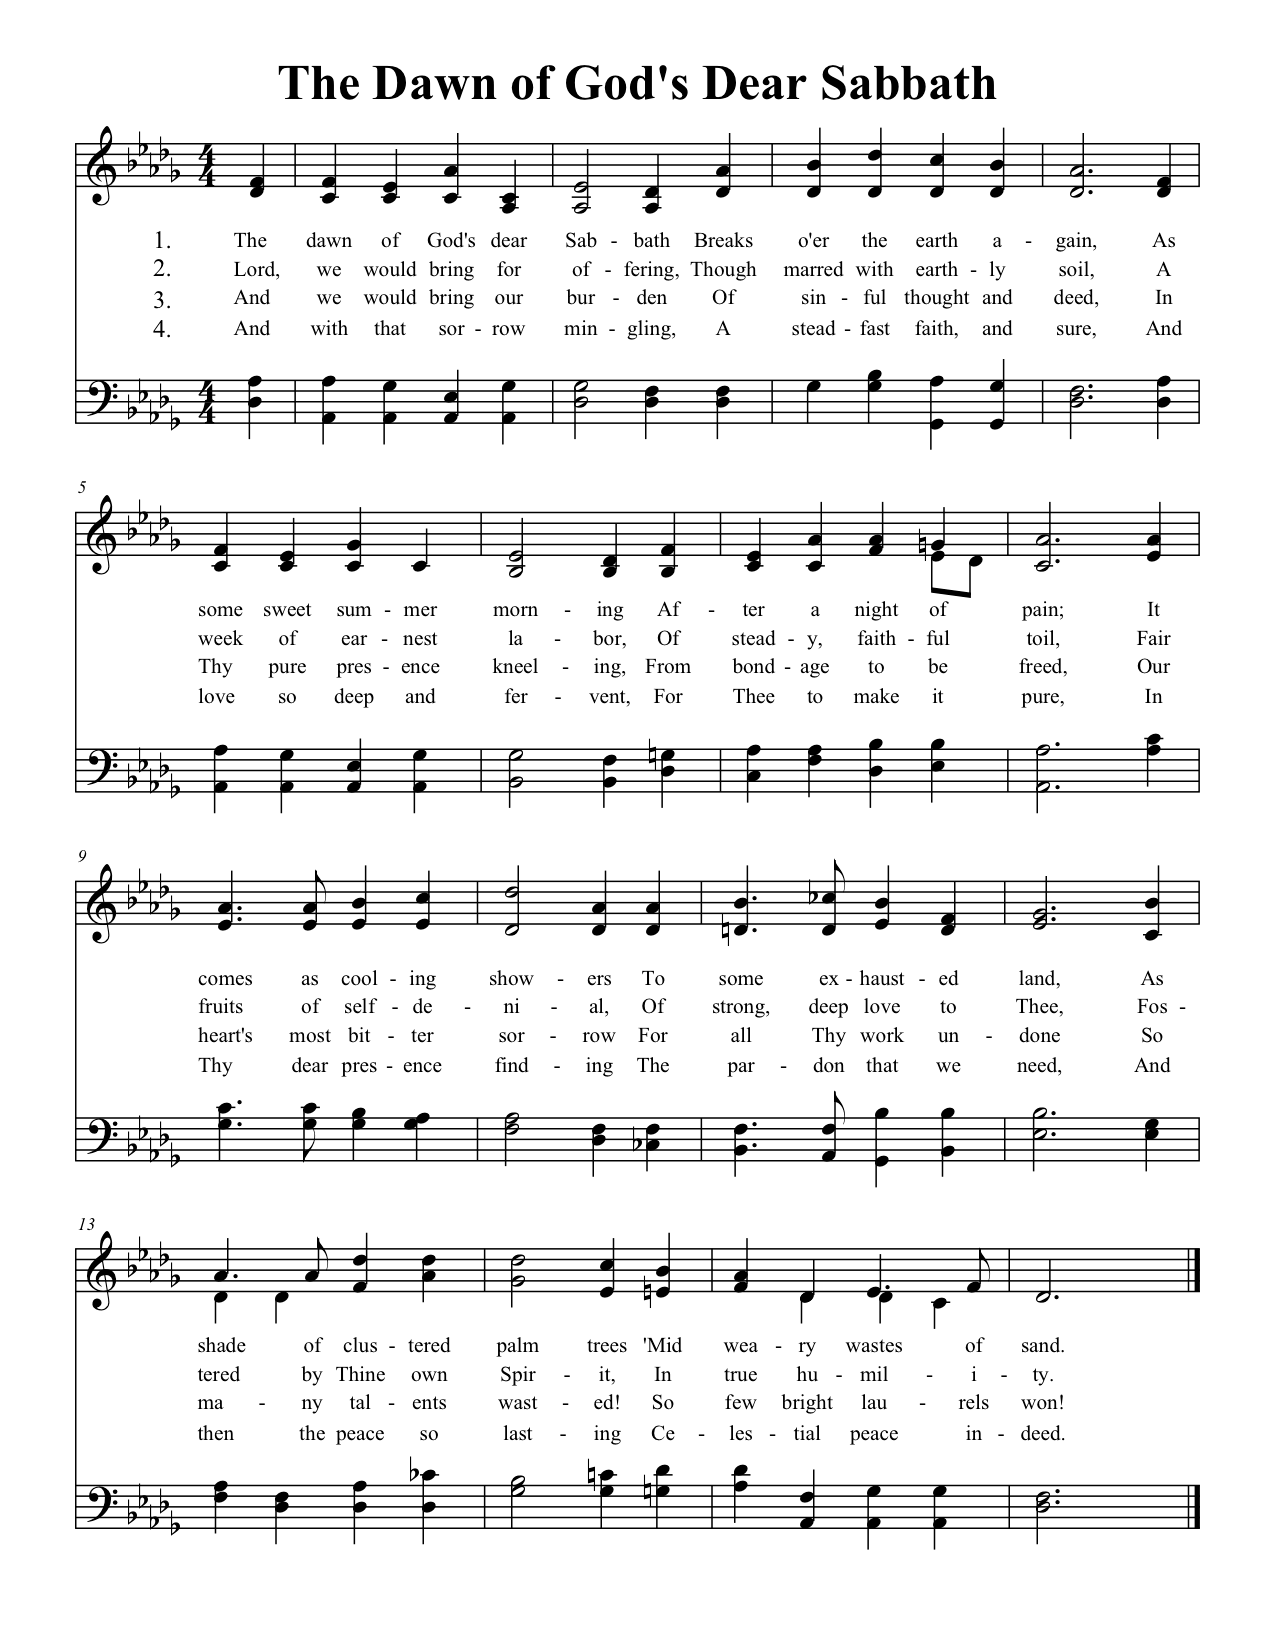 The Dawn of God's Dear Sabbath
4 4
1. The dawn of God's dear Sab - bath Breaks o'er the earth a - gain, As
2. Lord, we would bring for of - fering, Though marred with earth - ly soil, A
3. And we would bring our bur - den Of sin - ful thought and deed, In
4. And with that sor - row min - gling, A stead - fast faith, and sure, And
4 4
5
some sweet sum - mer morn - ing Af - ter a night of pain; It
week of ear - nest la - bor, Of stead - y, faith - ful toil, Fair
Thy pure pres - ence kneel - ing, From bond - age to be freed, Our
love so deep and fer - vent, For Thee to make it pure, In
9
comes as cool - ing show - ers To some ex - haust - ed land, As
fruits of self - de - ni - al, Of strong, deep love to Thee, Fos -
heart's most bit - ter sor - row For all Thy work un - done So
Thy dear pres - ence find - ing The par - don that we need, And
13
shade of clus - tered palm trees 'Mid wea - ry wastes of sand.
tered by Thine own Spir - it, In true hu - mil - i - ty.
ma - ny tal - ents wast - ed! So few bright lau - rels won!
then the peace so last - ing Ce - les - tial peace in - deed.